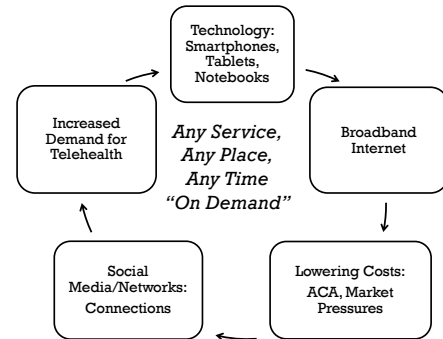 Technology:
Smartphones,
Tablets,
Notebooks
Increased
Demand for
Telehealth
Any Service,
Any Place,
Any Time
“On Demand”
Broadband
Internet
Social
Media/Networks:
Connections
Lowering Costs:
ACA, Market
Pressures